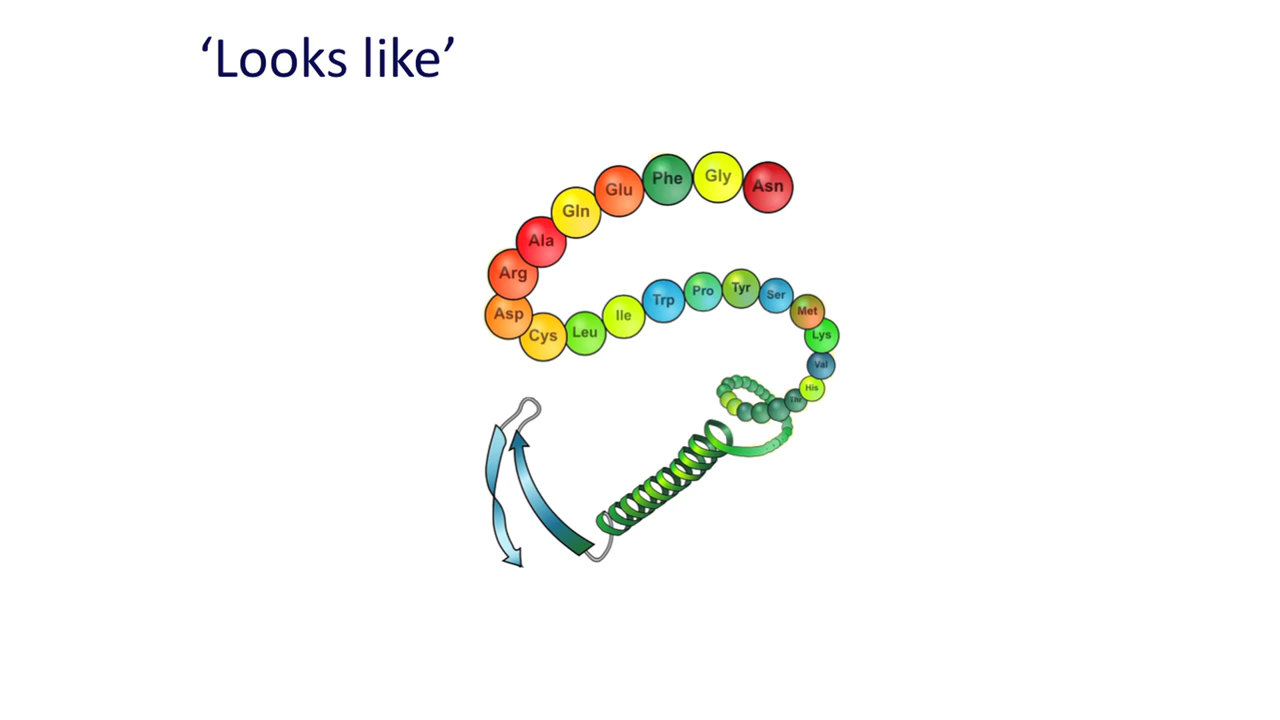 ‘Looks like’
Asn
Gly
Phe
Glu
Gln
Ala
Arg
Asp
Cys
Leu
Ile
Trp
Pro
Tyr
Ser
Met
Lys
Val
His
Thr